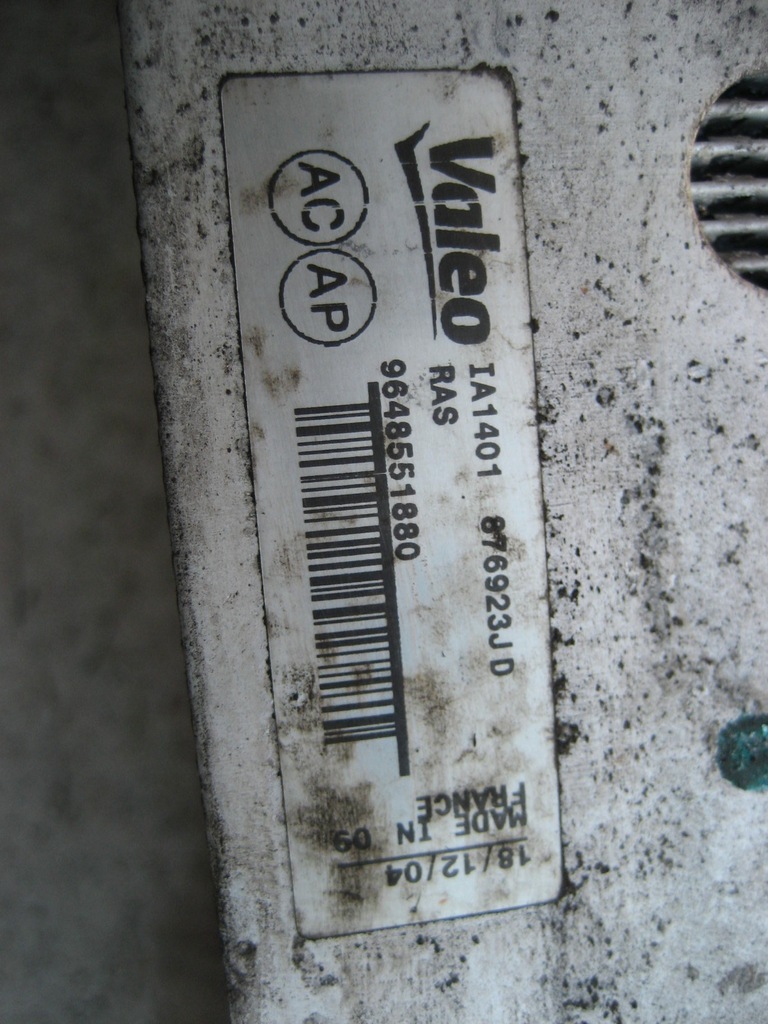 Valeo
IA1401 876923JD
RAS
9648551880
AC
AP
MADE IN 09
FRANCE
18/12/04